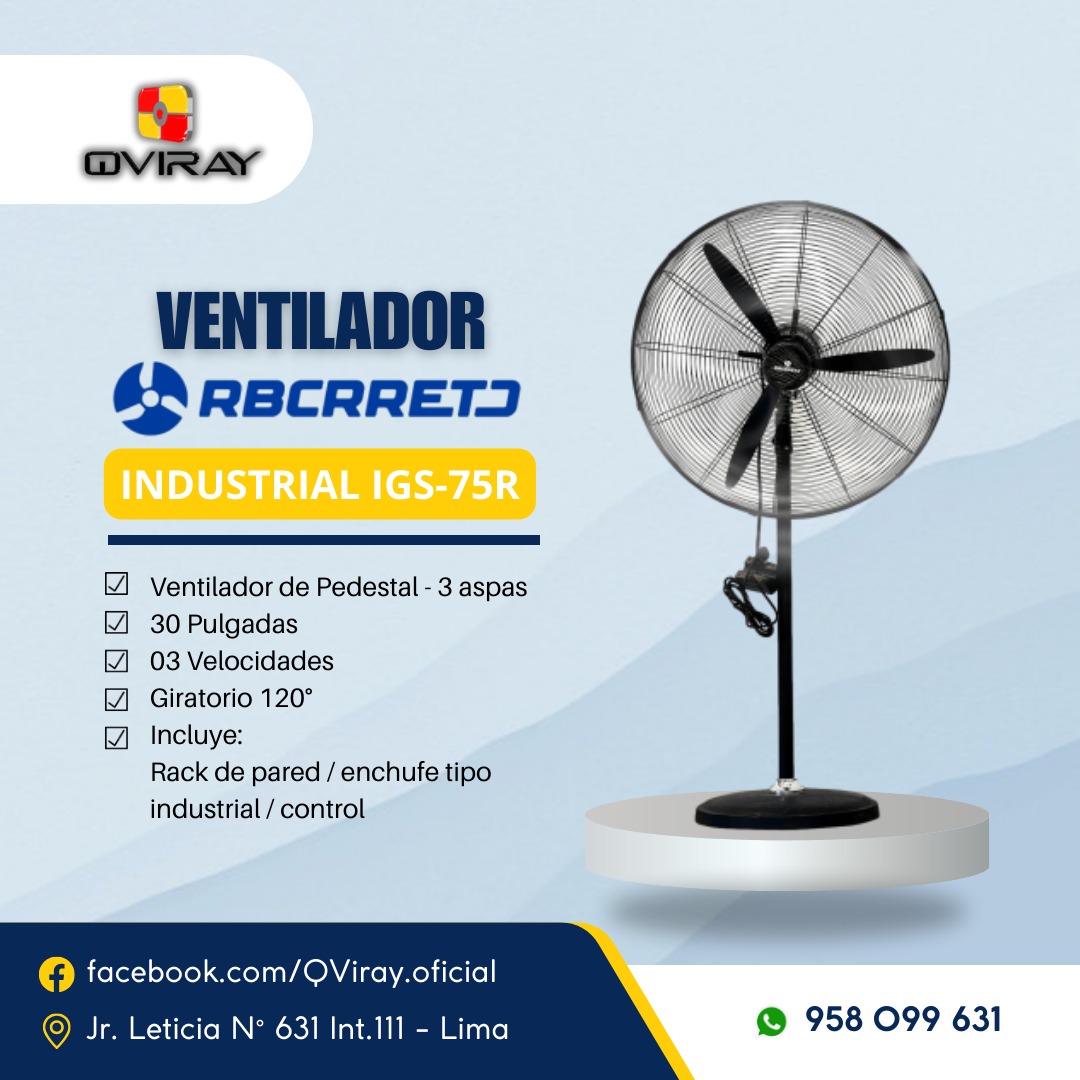 QVIRAY
VENTILADOR
RBCRRETO
INDUSTRIAL IGS-75R
Ventilador de Pedestal - 3 aspas
30 Pulgadas
03 Velocidades
Giratorio 120°
Incluye:
Rack de pared / enchufe tipo
industrial / control
facebook.com/QViray.oficial
Jr. Leticia N° 631 Int.111 - Lima
958 099 631